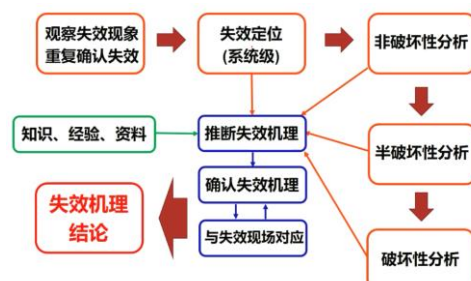 观察失效现象
重复确认失效
失效定位
(系统级)
非破坏性分析
知识、经验、资料
推断失效机理
半破坏性分析
确认失效机理
失效机理
结论
与失效现场对应
破坏性分析